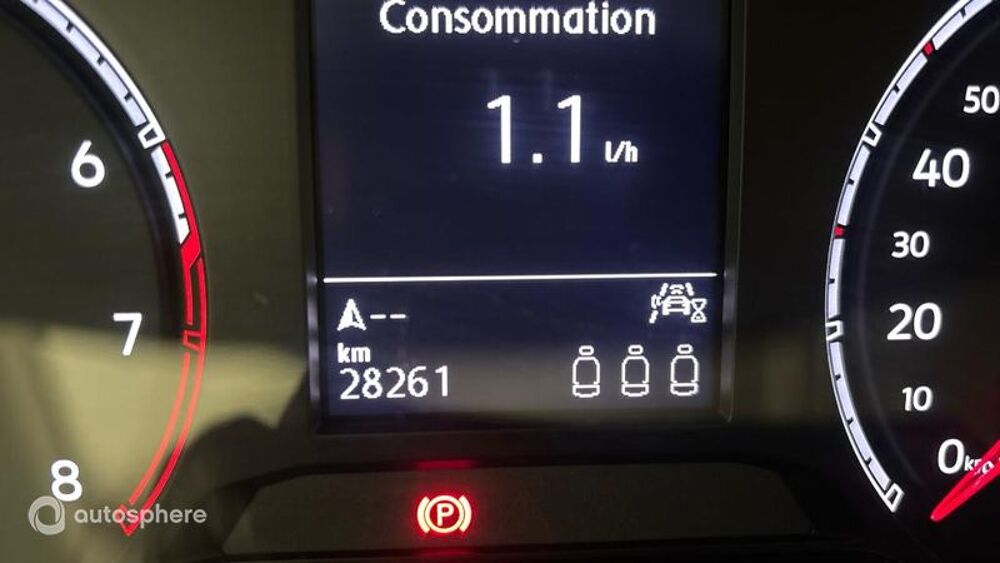 Consommation
1.1 l/h
--
km
28261
6
7
8
50
40
30
20
10
0
P
autosphere